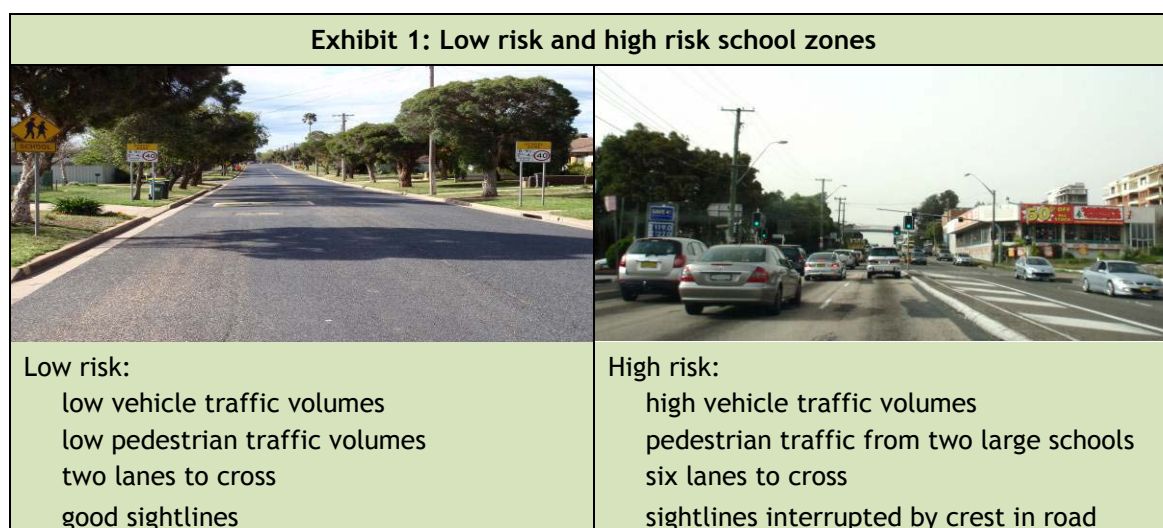 Exhibit 1: Low risk and high risk school zones
SCHOOL
40
40
50% OFF
Low risk:
low vehicle traffic volumes
low pedestrian traffic volumes
two lanes to cross
good sightlines
High risk:
high vehicle traffic volumes
pedestrian traffic from two large schools
six lanes to cross
sightlines interrupted by crest in road